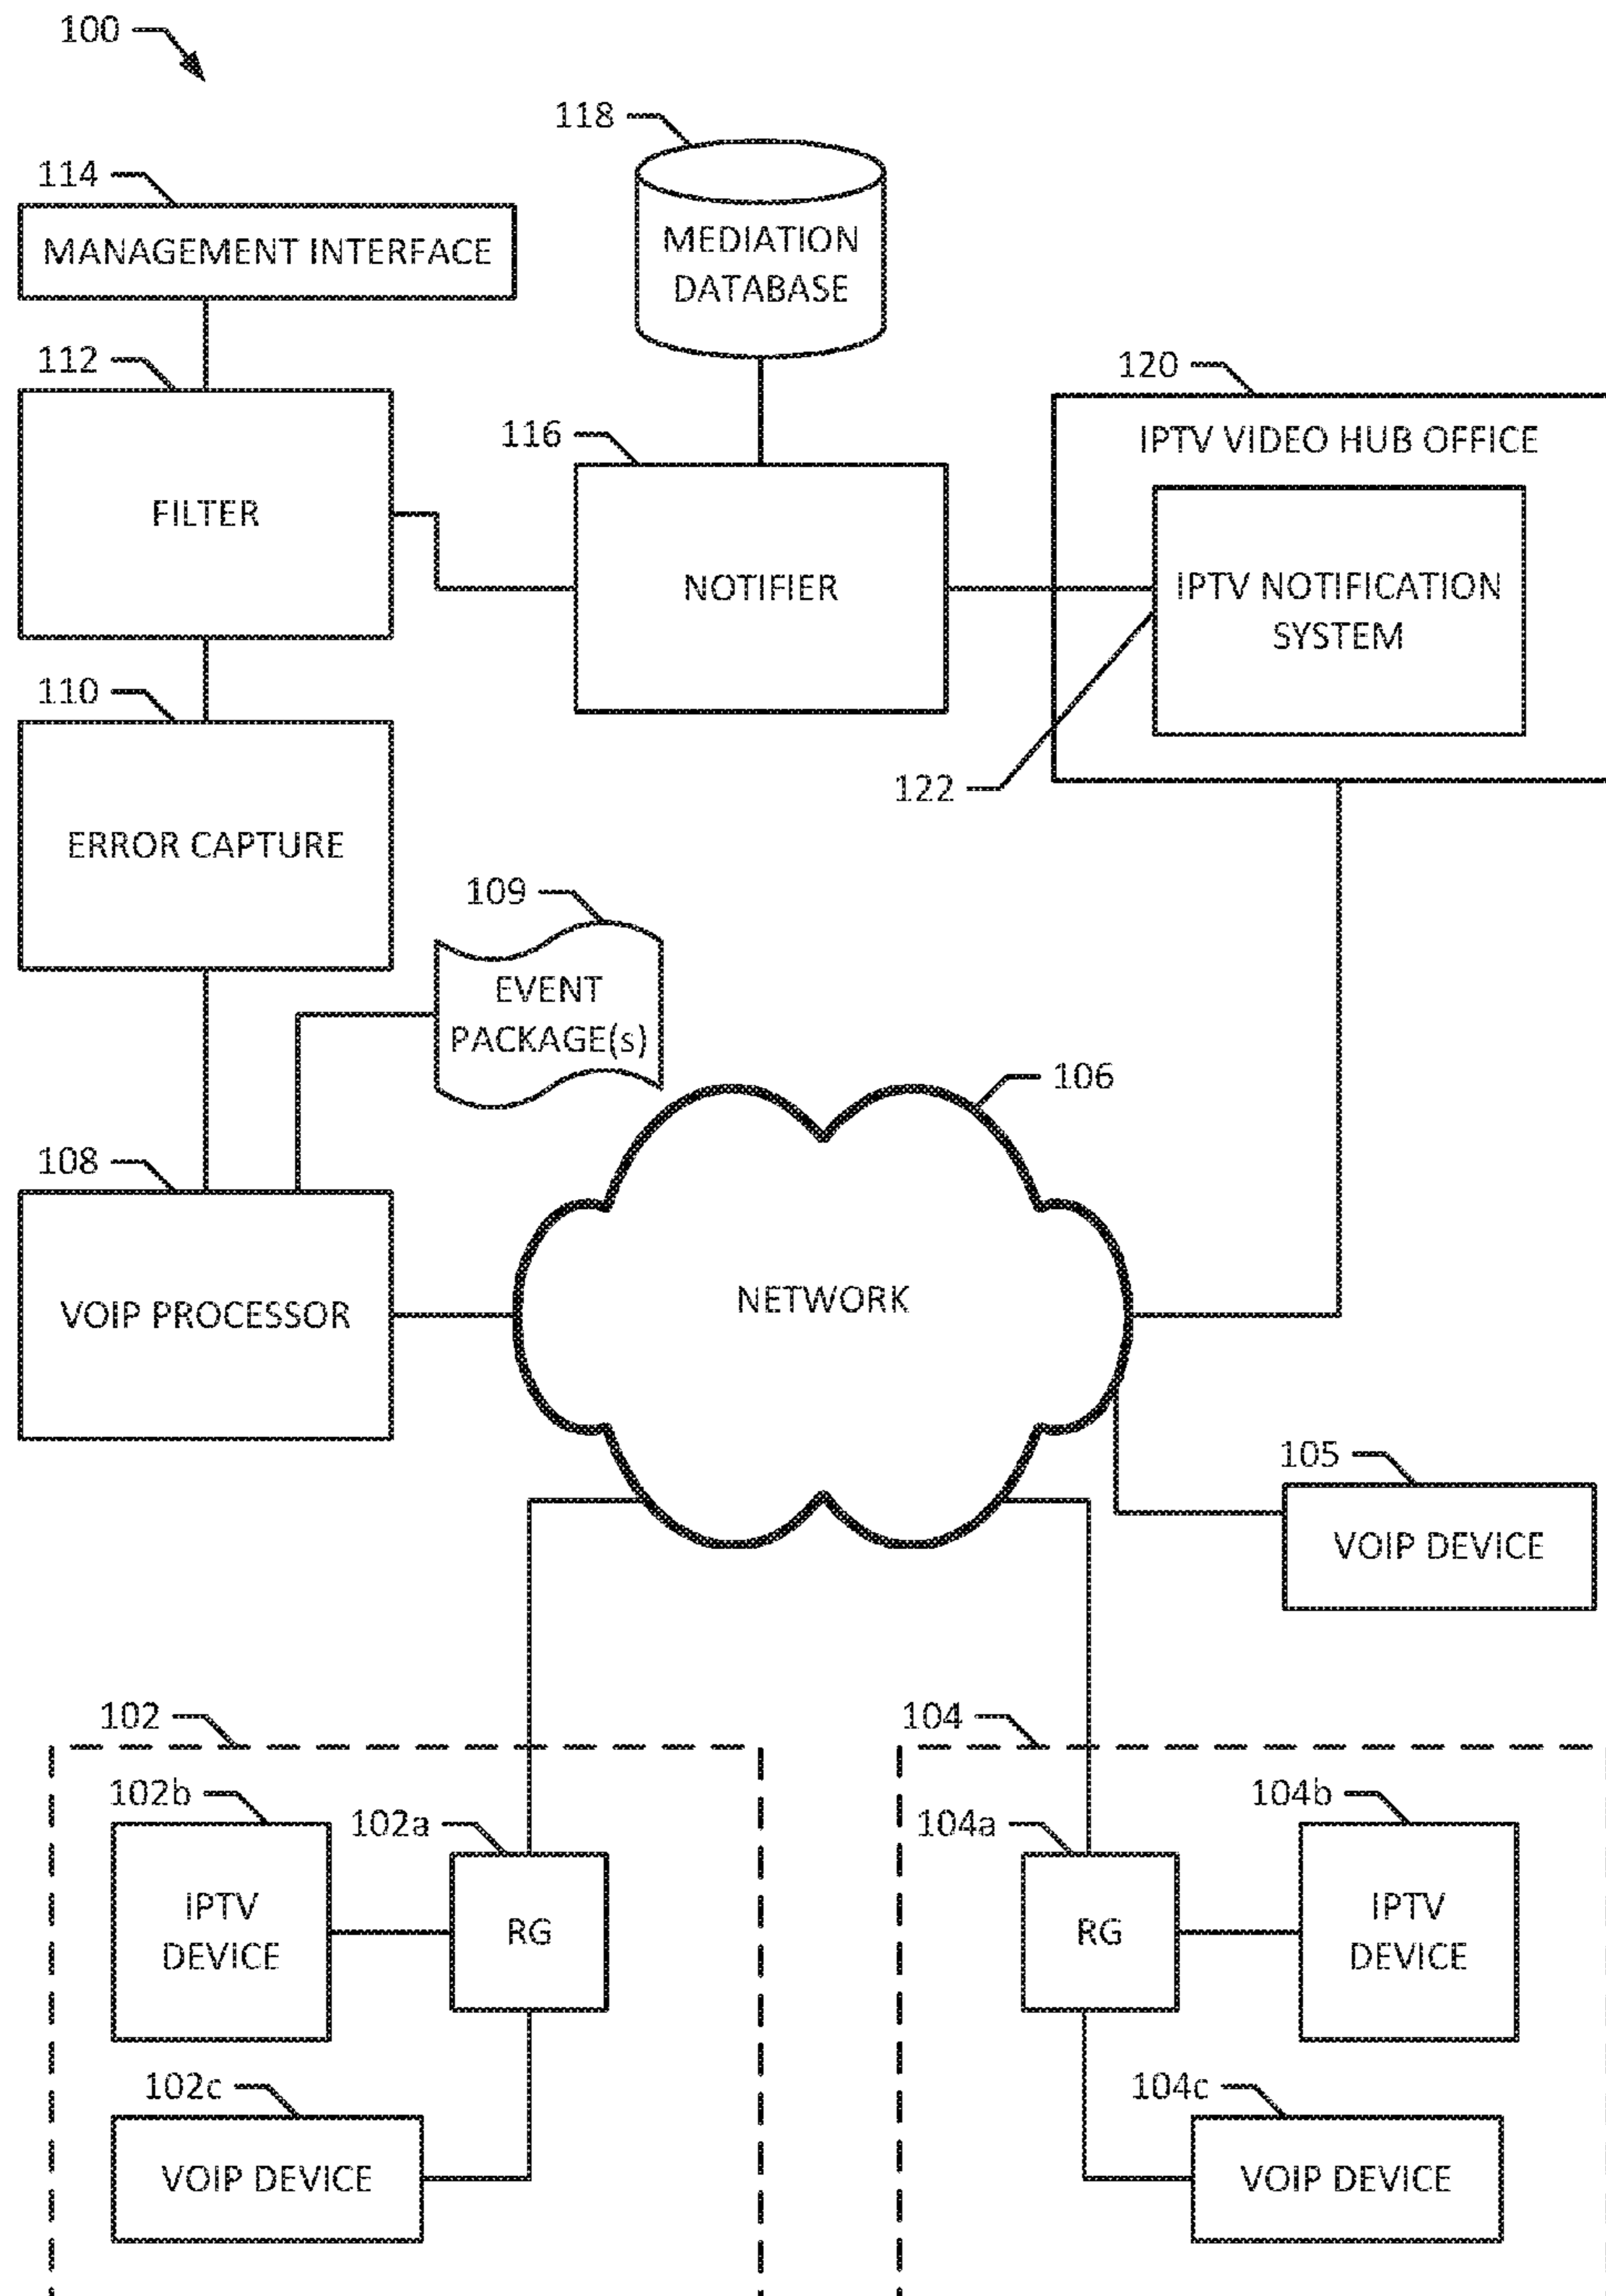 100
118
114
MANAGEMENT INTERFACE
MEDIATION
DATABASE
112
120
116
IPTV VIDEO HUB OFFICE
FILTER
NOTIFIER
IPTV NOTIFICATION
SYSTEM
110
122
ERROR CAPTURE
109
EVENT
PACKAGE(s)
106
108
NETWORK
VOIP PROCESSOR
105
VOIP DEVICE
102
104
102b
102a
104a
104b
IPTV
DEVICE
RG
RG
IPTV
DEVICE
102c
104c
VOIP DEVICE
VOIP DEVICE